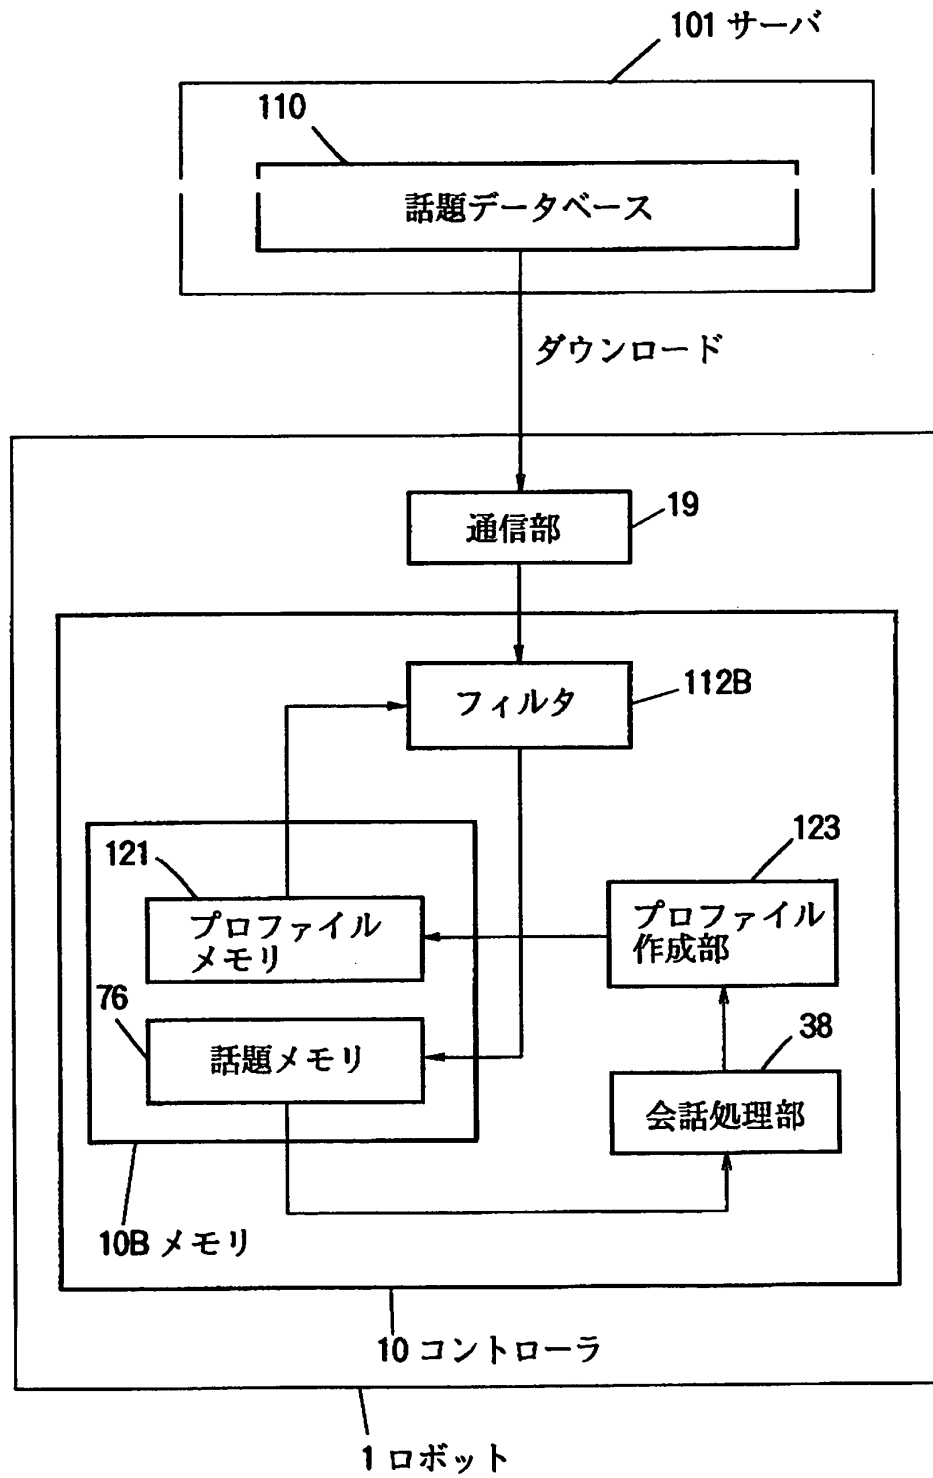 101 サーバ
110
話題データベース
ダウンロード
通信部
19
フィルタ
112B
121
プロファイル
メモリ
123
プロファイル
作成部
76
話題メモリ
38
会話処理部
10B メモリ
10 コントローラ
1 ロボット